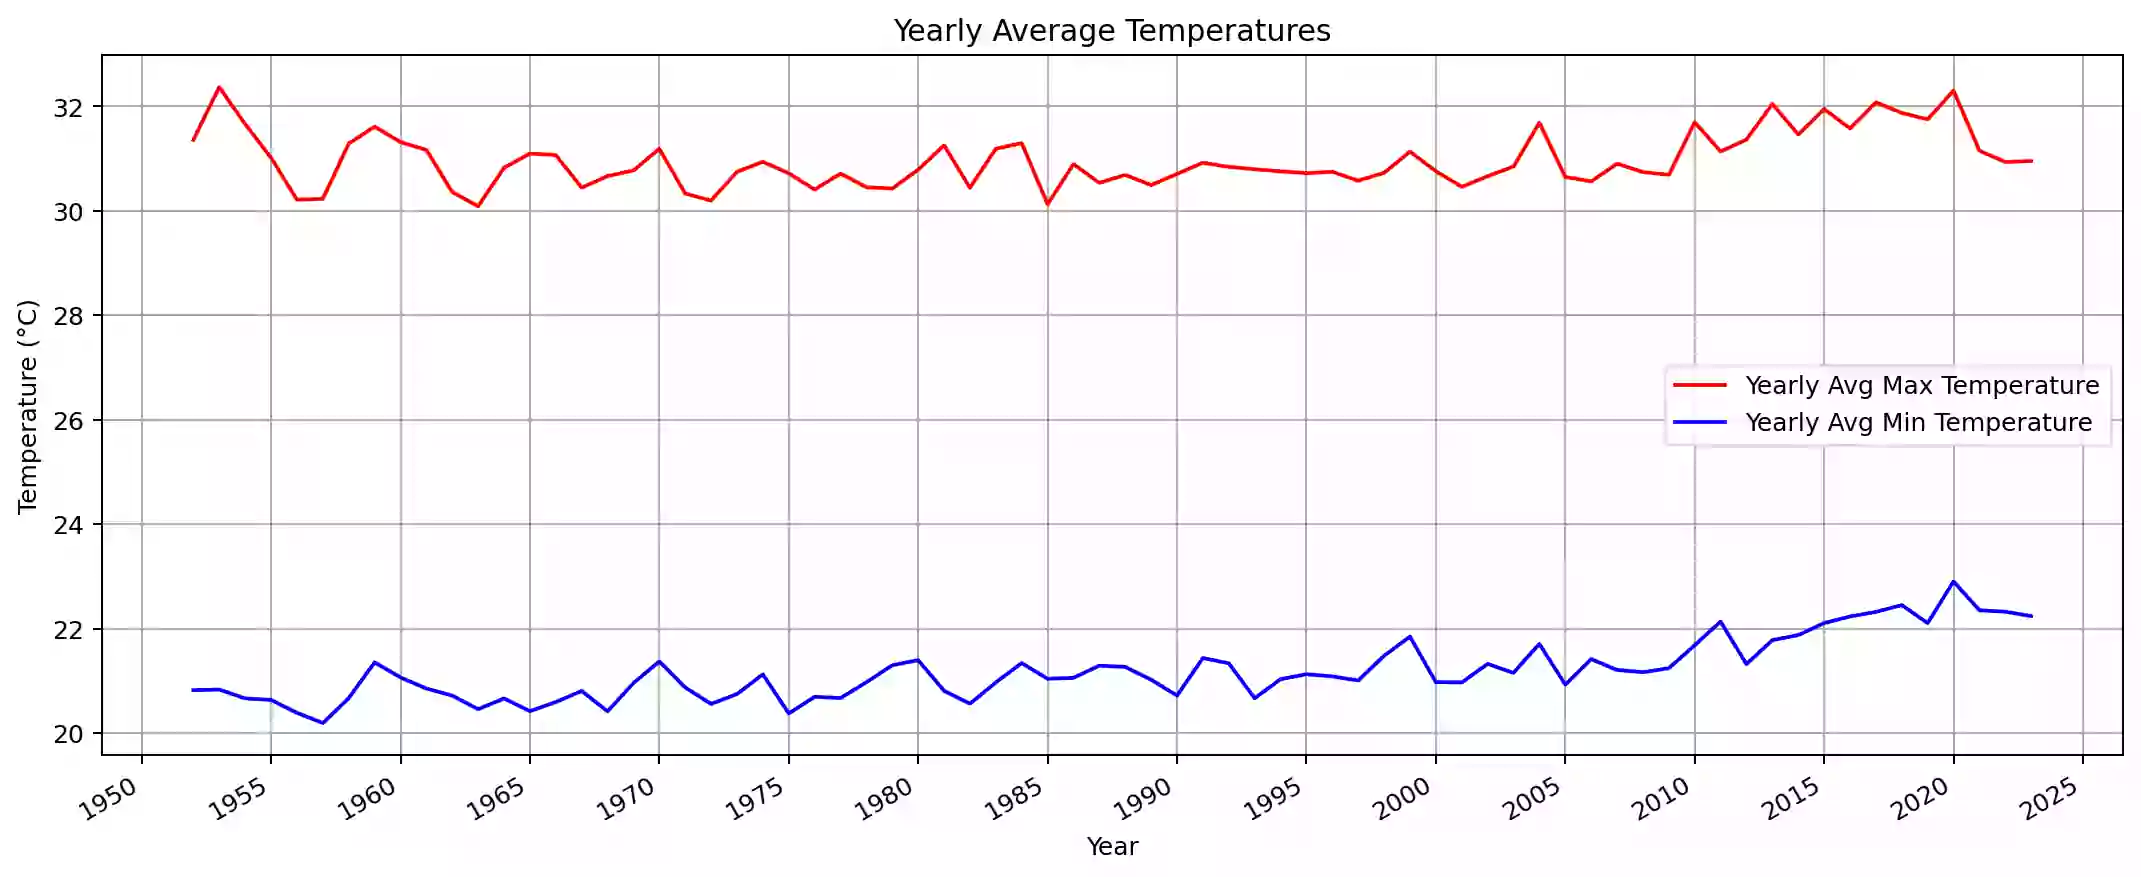 Yearly Average Temperatures
Temperature (°C)
32
30
28
26
24
22
20
Yearly Avg Max Temperature
Yearly Avg Min Temperature
1950 1955 1960 1965 1970 1975 1980 1985 1990 1995 2000 2005 2010 2015 2020 2025
Year